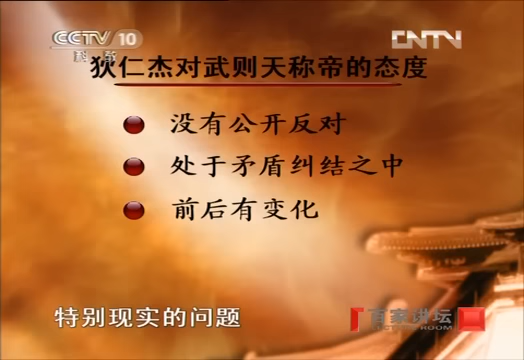 CCTV 10
科教
CNTV
狄仁杰对武则天称帝的态度
没有公开反对
处于矛盾纠结之中
前后有变化
特别现实的问题
百家讲坛
ROOM